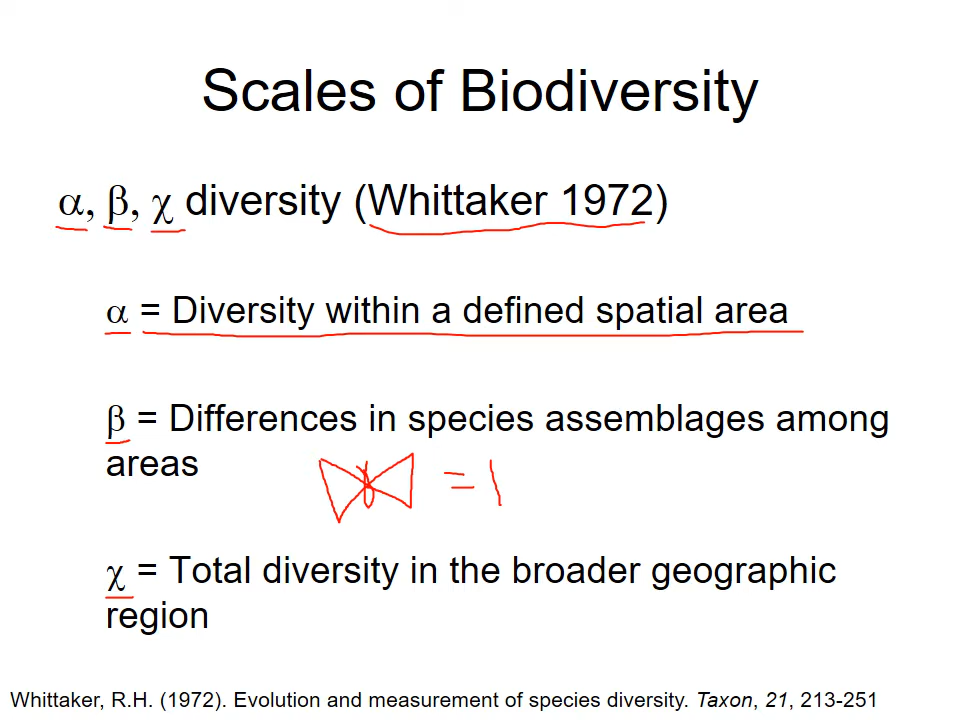 Scales of Biodiversity
α, β, χ diversity (Whittaker 1972)
α = Diversity within a defined spatial area
β = Differences in species assemblages among
areas
= 1
χ = Total diversity in the broader geographic
region
Whittaker, R.H. (1972). Evolution and measurement of species diversity. Taxon, 21, 213-251